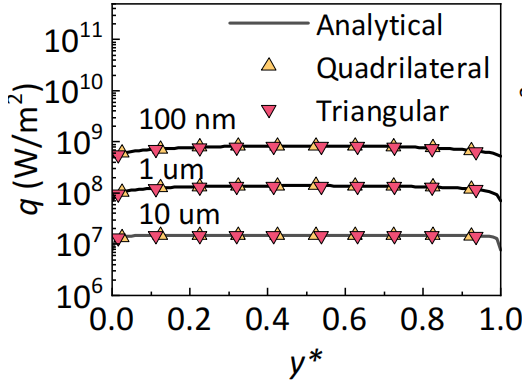 Analytical
Quadrilateral
Triangular
100 nm
1 um
10 um
q (W/m²)
10¹¹
10¹⁰
10⁹
10⁸
10⁷
10⁶
0.0 0.2 0.4 0.6 0.8 1.0
y*